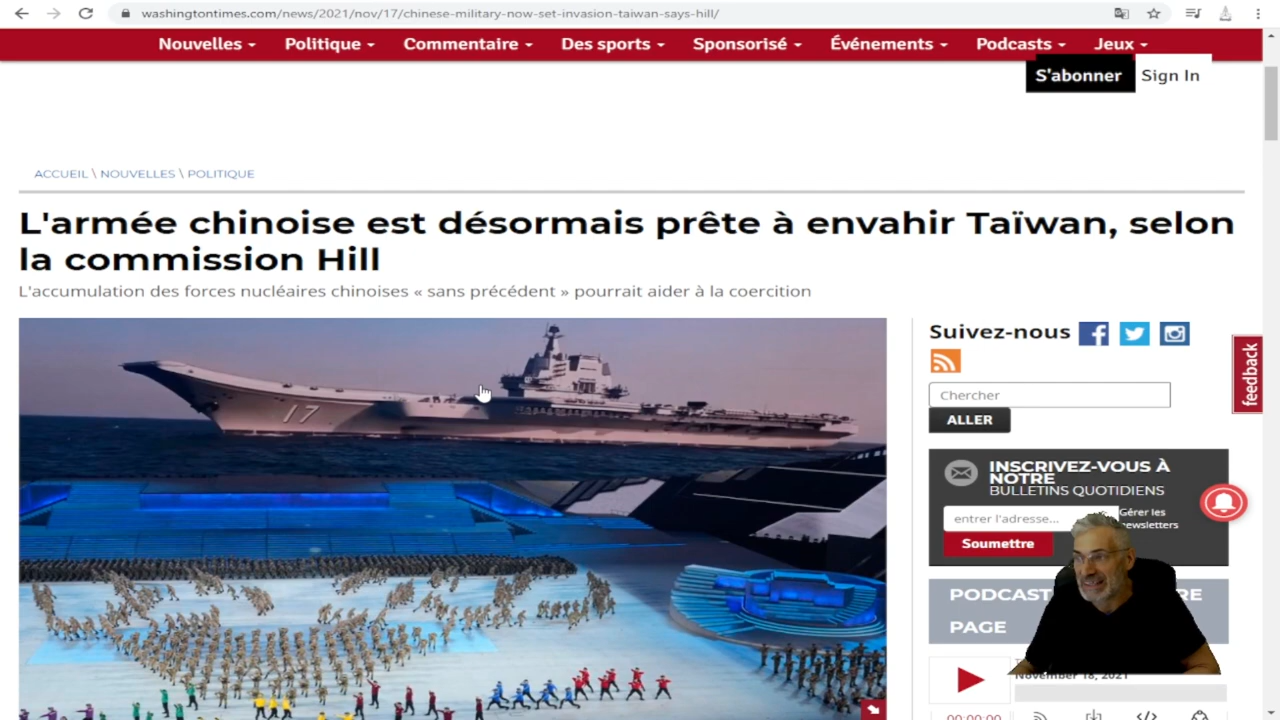 washingtontimes.com/news/2021/nov/17/chinese-military-now-set-invasion-taiwan-says-hill/
Nouvelles Politique Commentaire Des sports Sponsorisé Événements Podcasts Jeux
S'abonner Sign In
ACCUEIL \ NOUVELLES \ POLITIQUE
L'armée chinoise est désormais prête à envahir Taïwan, selon
la commission Hill
L'accumulation des forces nucléaires chinoises « sans précédent » pourrait aider à la coercition
17
Suivez-nous
Chercher
ALLER
feedback
INSCRIVEZ-VOUS À
NOTRE
BULLETINS QUOTIDIENS
entrer l'adresse...
Gérer les
newsletters
Soumettre
PODCAST RE
PAGE
November 18, 2021
00:00:00